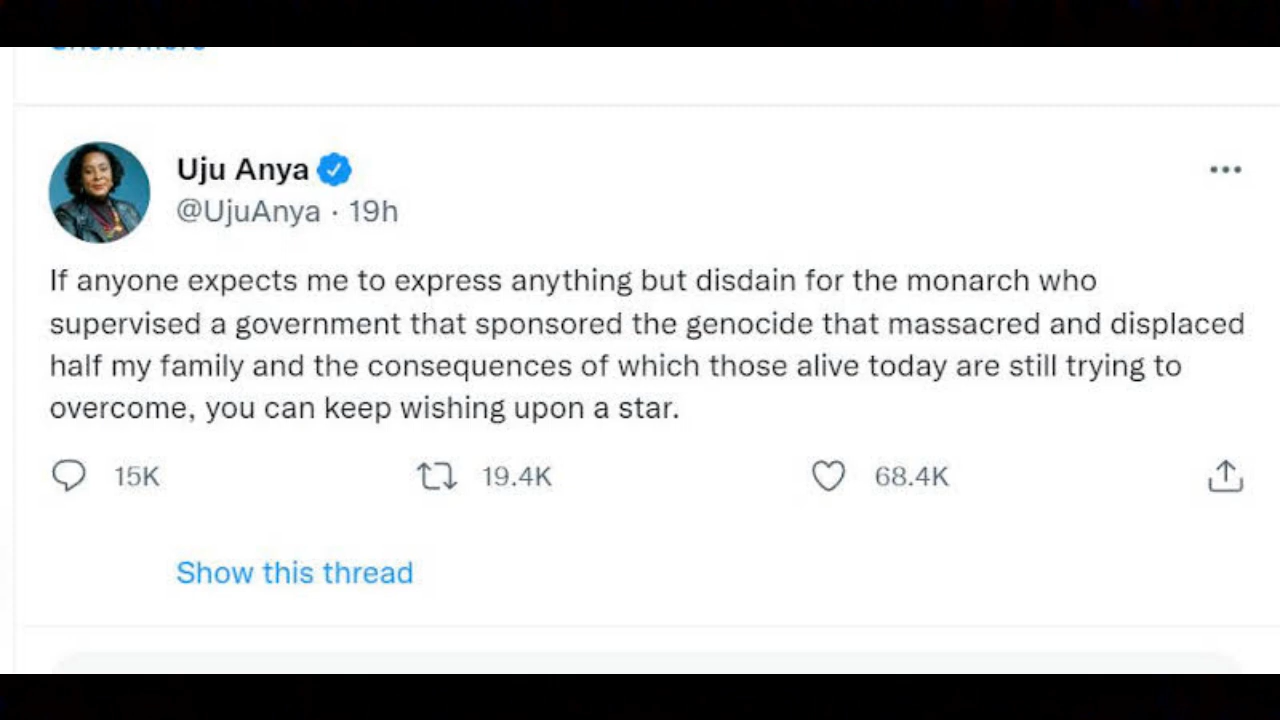 Uju Anya
@UjuAnya · 19h
If anyone expects me to express anything but disdain for the monarch who
supervised a government that sponsored the genocide that massacred and displaced
half my family and the consequences of which those alive today are still trying to
overcome, you can keep wishing upon a star.
15K 19.4K 68.4K
Show this thread